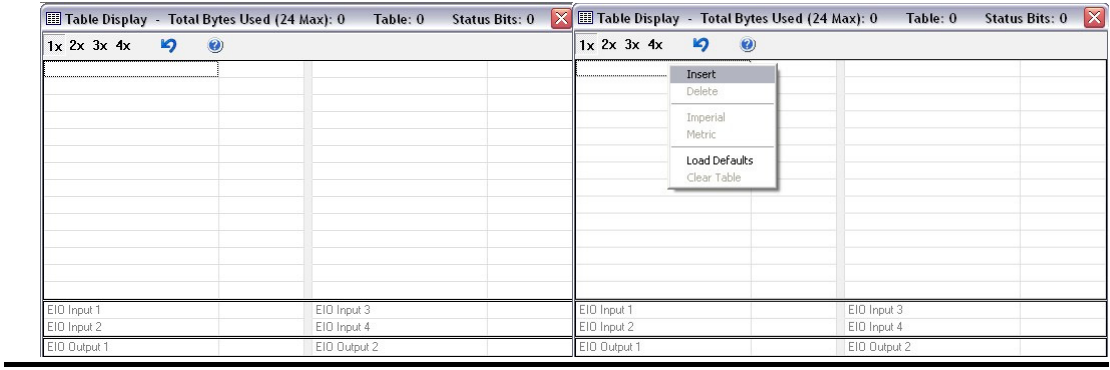 Table Display - Total Bytes Used (24 Max): 0 Table: 0 Status Bits: 0
1x 2x 3x 4x
EIO Input 1 EIO Input 3
EIO Input 2 EIO Input 4
EIO Output 1 EIO Output 2
Table Display - Total Bytes Used (24 Max): 0 Table: 0 Status Bits: 0
1x 2x 3x 4x
Insert
Delete
Imperial
Metric
Load Defaults
Clear Table
EIO Input 1 EIO Input 3
EIO Input 2 EIO Input 4
EIO Output 1 EIO Output 2